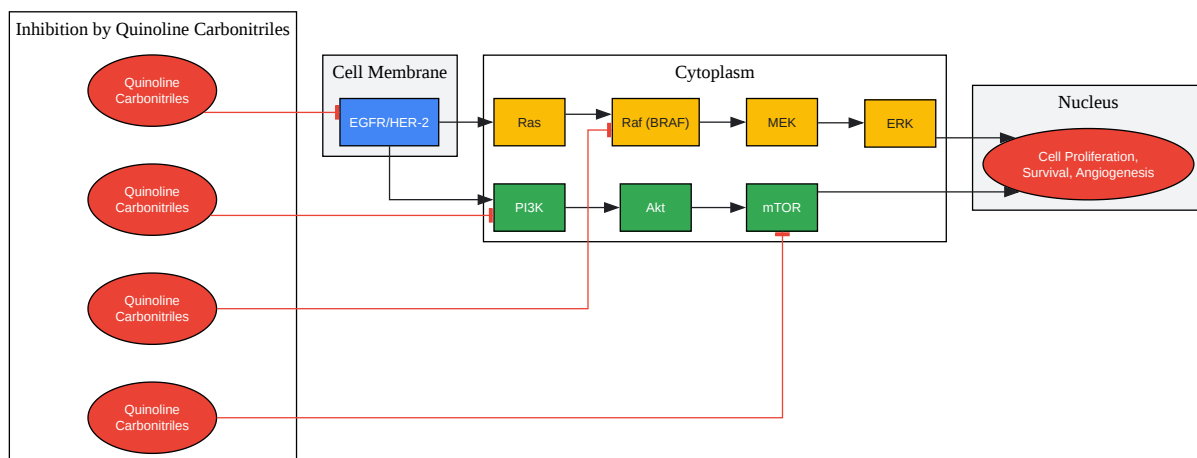 Inhibition by Quinoline Carbonitriles
Quinoline
Carbonitriles
Quinoline
Carbonitriles
Quinoline
Carbonitriles
Quinoline
Carbonitriles
Cell Membrane
EGFR/HER-2
Cytoplasm
Ras
Raf (BRAF)
MEK
ERK
PI3K
Akt
mTOR
Nucleus
Cell Proliferation,
Survival, Angiogenesis